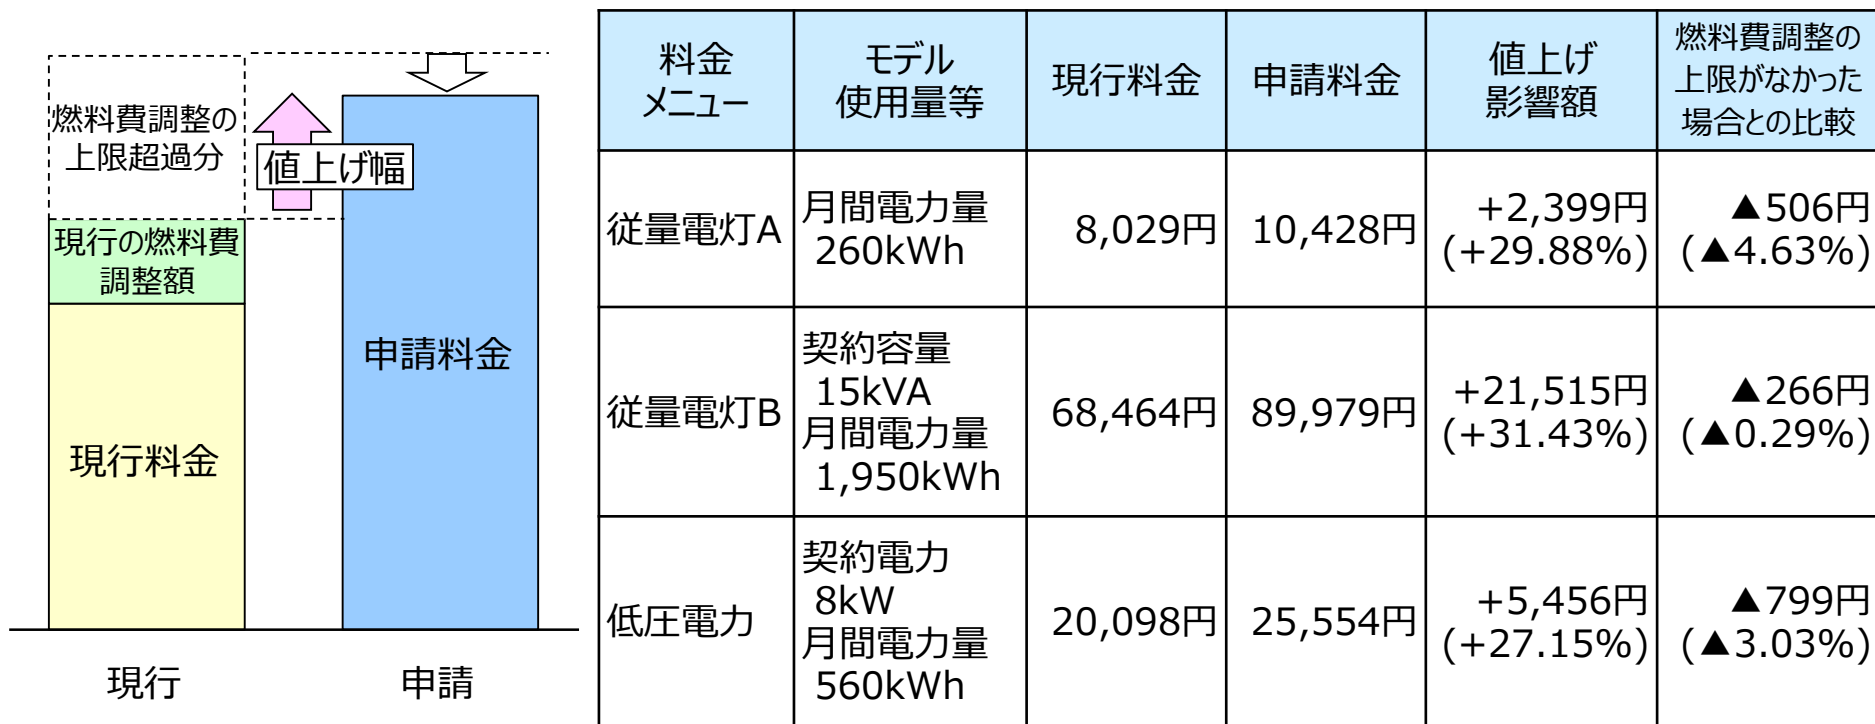 燃料費調整の
上限超過分
値上げ幅
現行の燃料費
調整額
現行料金
申請料金
現行
申請
料金
メニュー
モデル
使用量等
現行料金
申請料金
値上げ
影響額
燃料費調整の
上限がなかった
場合との比較
従量電灯A
月間電力量
260kWh
8,029円
10,428円
+2,399円
(+29.88%)
▲506円
(▲4.63%)
従量電灯B
契約容量
15kVA
月間電力量
1,950kWh
68,464円
89,979円
+21,515円
(+31.43%)
▲266円
(▲0.29%)
低圧電力
契約電力
8kW
月間電力量
560kWh
20,098円
25,554円
+5,456円
(+27.15%)
▲799円
(▲3.03%)